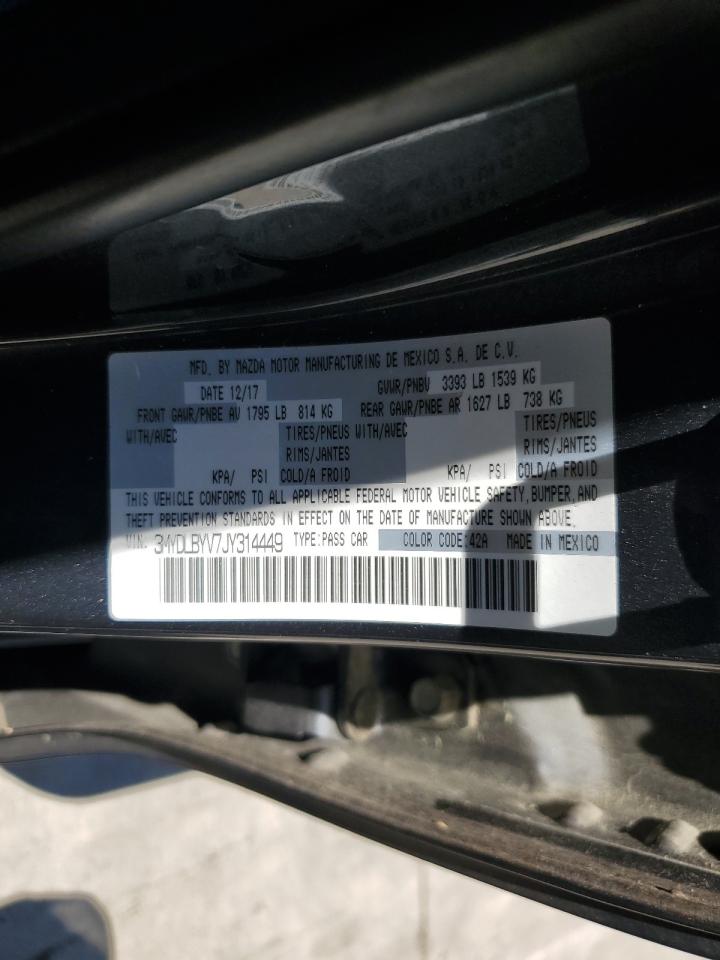 MFD. BY MAZDA MOTOR MANUFACTURING DE MEXICO S.A. DE C.V.
DATE 12/17 GVWR/PNBV 3393 LB 1539 KG
FRONT GAWR/PNBE AV 1795 LB 814 KG REAR GAWR/PNBE AR 1627 LB 738 KG
WITH/AVEC TIRES/PNEUS WITH/AVEC TIRES/PNEUS
RIMS/JANTES RIMS/JANTES
KPA/ PSI COLD/A FROID KPA/ PSI COLD/A FROID
THIS VEHICLE CONFORMS TO ALL APPLICABLE FEDERAL MOTOR VEHICLE SAFETY, BUMPER, AND
THEFT PREVENTION STANDARDS IN EFFECT ON THE DATE OF MANUFACTURE SHOWN ABOVE.
VIN. 3MYDLBYV7JY314449 TYPE:PASS CAR COLOR CODE:42A MADE IN MEXICO